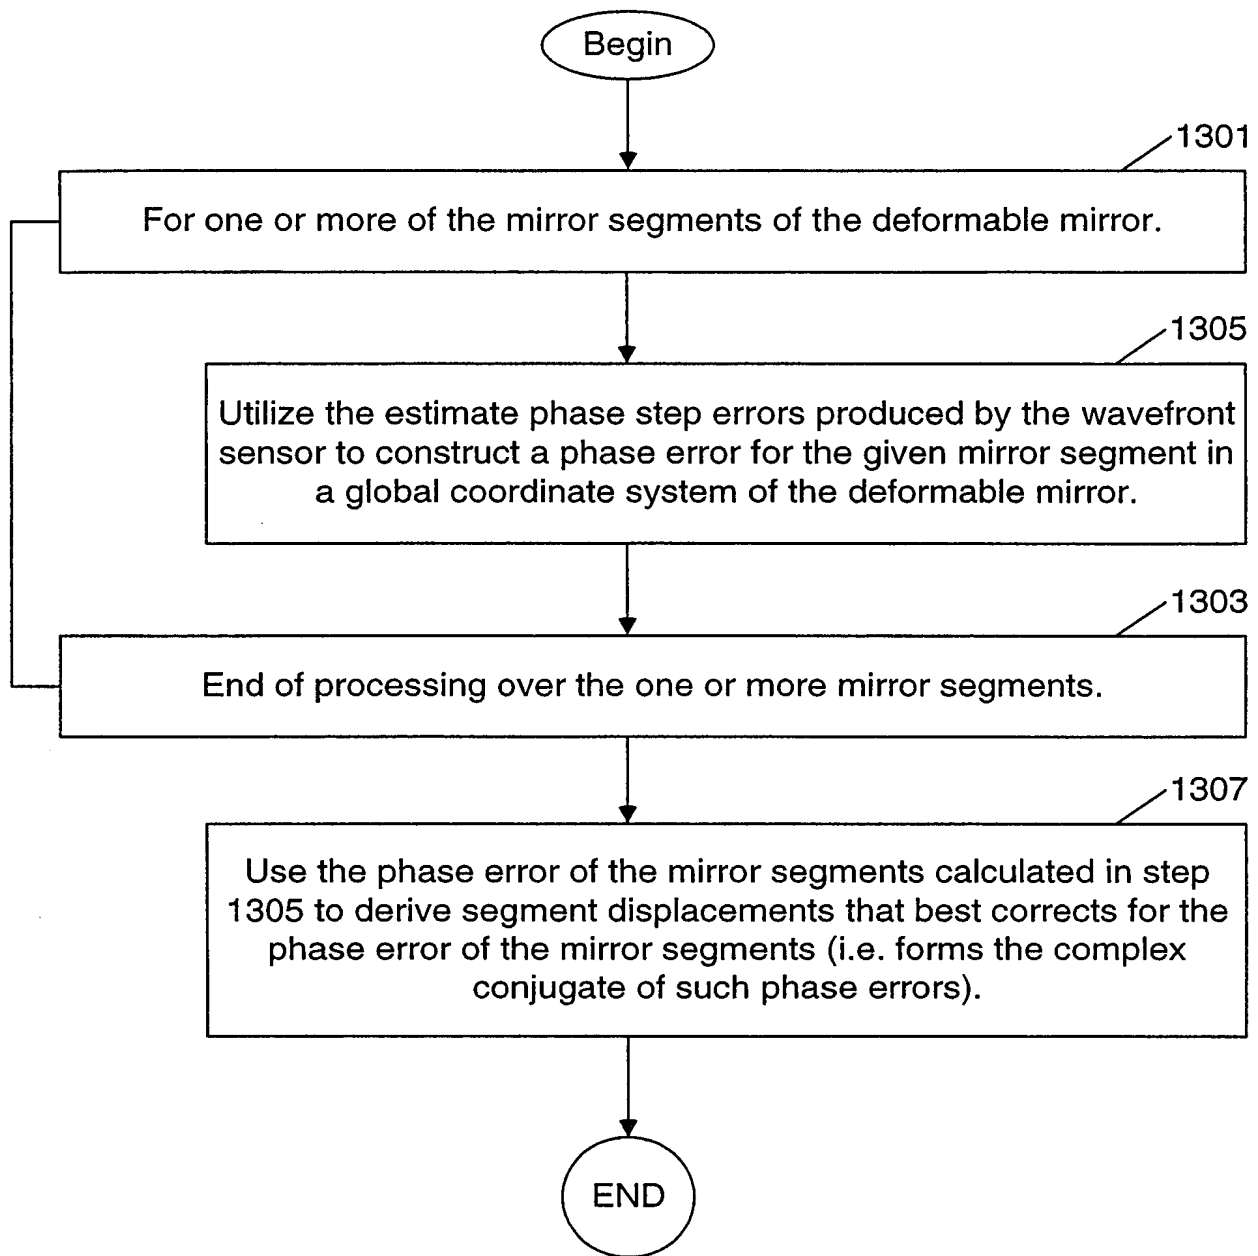 Begin
1301
For one or more of the mirror segments of the deformable mirror.
1305
Utilize the estimate phase step errors produced by the wavefront
sensor to construct a phase error for the given mirror segment in
a global coordinate system of the deformable mirror.
1303
End of processing over the one or more mirror segments.
1307
Use the phase error of the mirror segments calculated in step
1305 to derive segment displacements that best corrects for the
phase error of the mirror segments (i.e. forms the complex
conjugate of such phase errors).
END